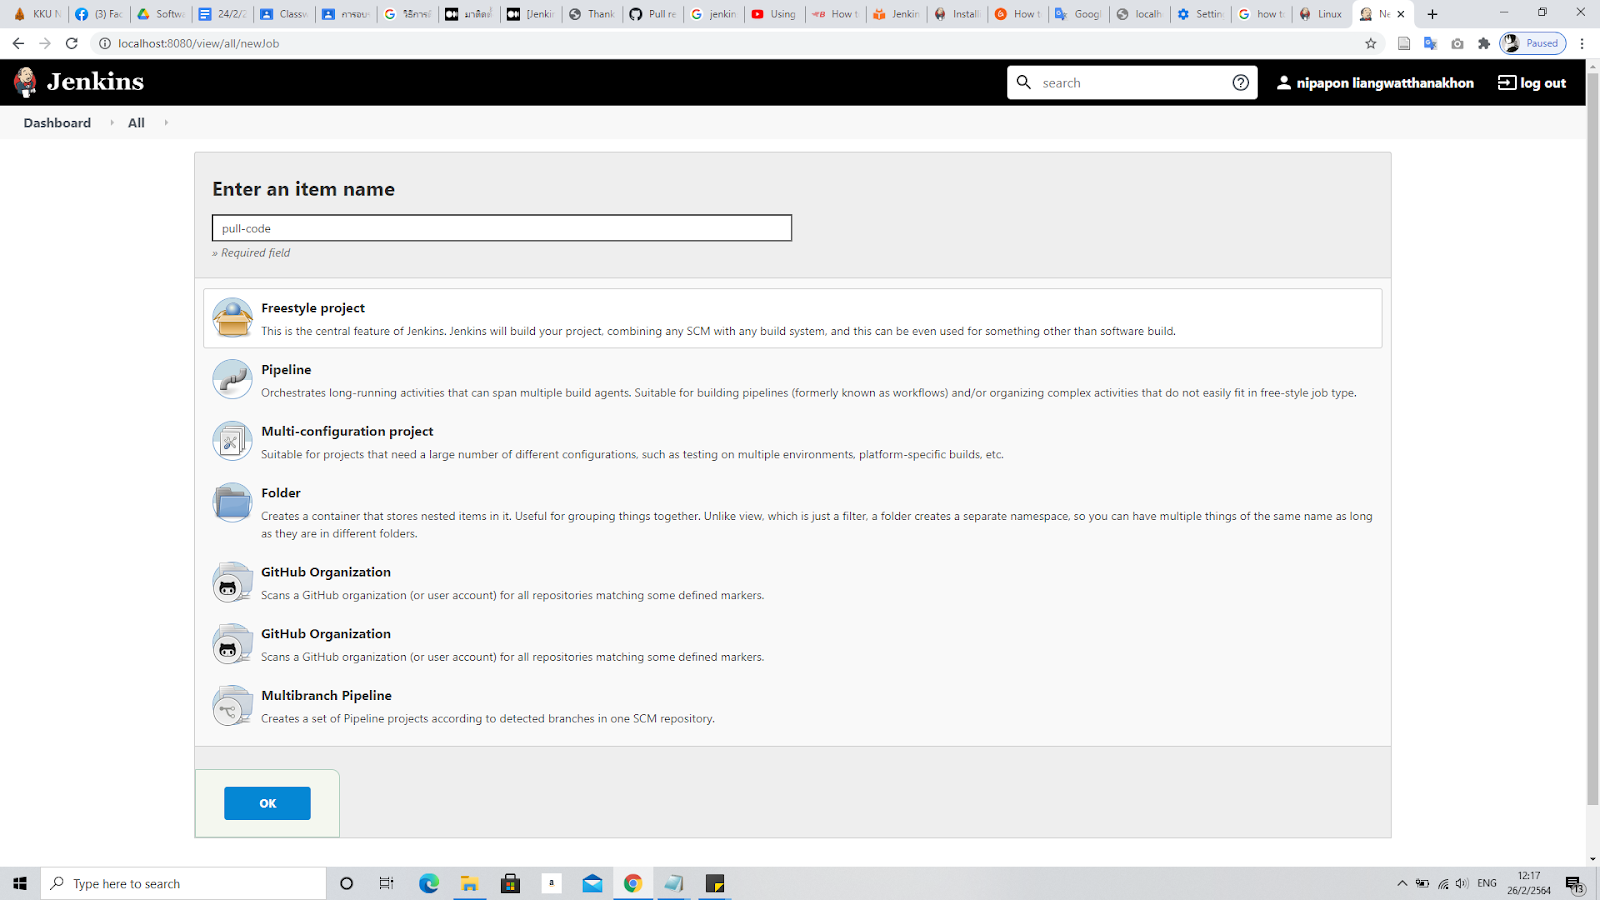 KKU N
(3) Fac
Softwa
24/2/2
Classw
การอบร
วิธีการใ
มาติดตั้
[Jenkin
Thank
Pull re
jenkin
Using
How t
Jenkin
Install
How t
Googl
localh
Settin
how to
Linux
Ne
localhost:8080/view/all/newJob
Paused
Jenkins
search
nipapon liangwatthanakhon
log out
Dashboard
All
Enter an item name
pull-code
» Required field
Freestyle project
This is the central feature of Jenkins. Jenkins will build your project, combining any SCM with any build system, and this can be even used for something other than software build.
Pipeline
Orchestrates long-running activities that can span multiple build agents. Suitable for building pipelines (formerly known as workflows) and/or organizing complex activities that do not easily fit in free-style job type.
Multi-configuration project
Suitable for projects that need a large number of different configurations, such as testing on multiple environments, platform-specific builds, etc.
Folder
Creates a container that stores nested items in it. Useful for grouping things together. Unlike view, which is just a filter, a folder creates a separate namespace, so you can have multiple things of the same name as long
as they are in different folders.
GitHub Organization
Scans a GitHub organization (or user account) for all repositories matching some defined markers.
GitHub Organization
Scans a GitHub organization (or user account) for all repositories matching some defined markers.
Multibranch Pipeline
Creates a set of Pipeline projects according to detected branches in one SCM repository.
OK
Type here to search
a
ENG
12:17
26/2/2564
13